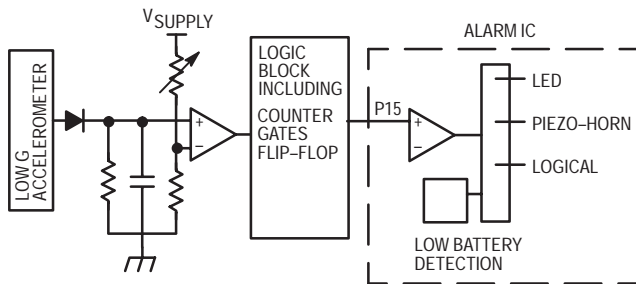 V SUPPLY
LOW G
ACCELEROMETER
+
−
LOGIC
BLOCK
INCLUDING
COUNTER
GATES
FLIP–FLOP
P15
ALARM IC
+
−
LED
PIEZO–HORN
LOGICAL
LOW BATTERY
DETECTION